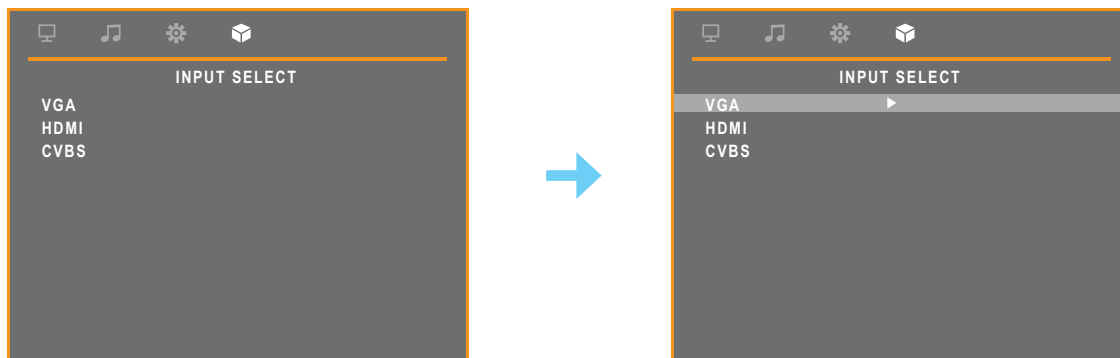 INPUT SELECT
VGA
HDMI
CVBS
INPUT SELECT
VGA
HDMI
CVBS